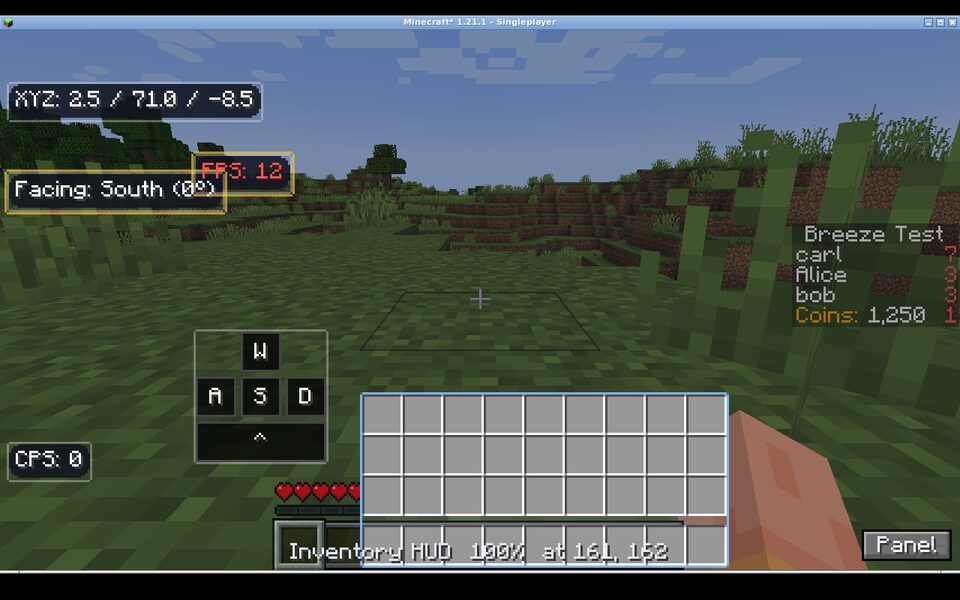 Minecraft* 1.21.1 - Singleplayer
XYZ: 2.5 / 71.0 / -8.5
FPS: 12
Facing: South (0°)
Breeze Test
carl 7
Alice 3
bob 3
Coins: 1,250 1
W
A S D
^
CPS: 0
Inventory HUD 100% at 161, 162
Panel